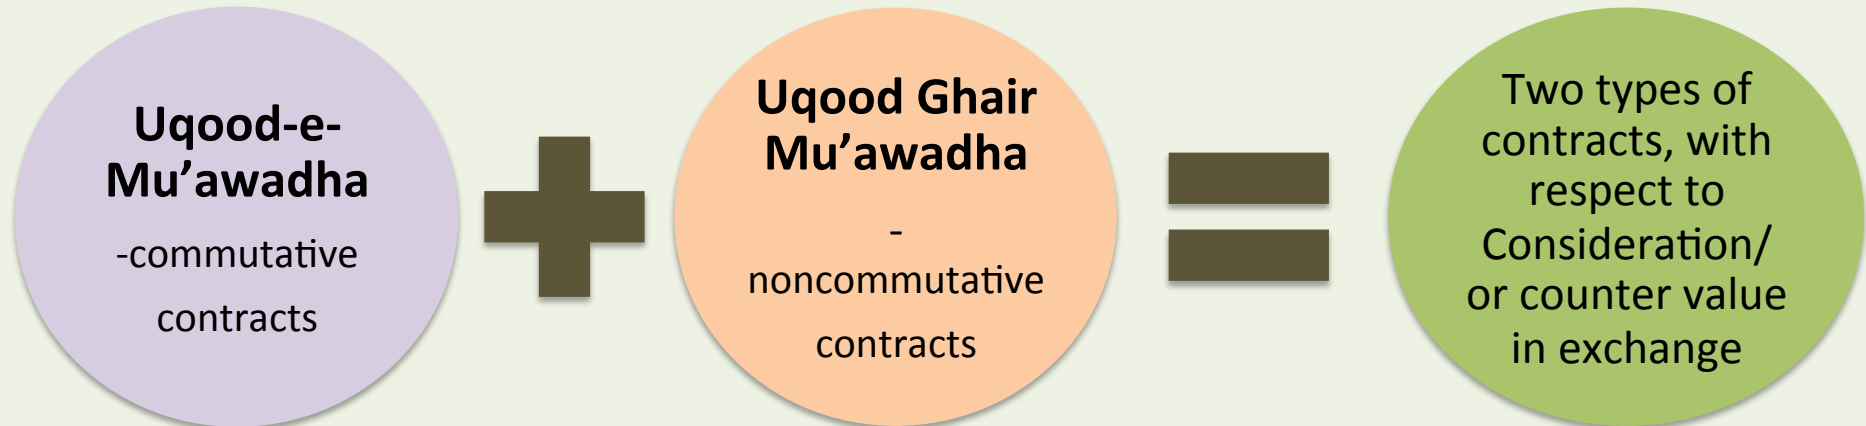 Uqood-e-
Mu’awadha
-commutative
contracts
Uqood Ghair
Mu’awadha
-
noncommutative
contracts
Two types of
contracts, with
respect to
Consideration/
or counter value
in exchange